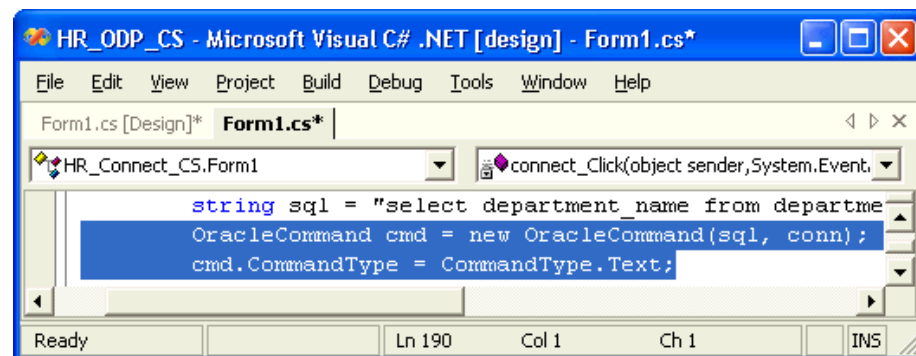 HR_ODP_CS - Microsoft Visual C# .NET [design] - Form1.cs*
File Edit View Project Build Debug Tools Window Help
Form1.cs [Design]* Form1.cs*
HR_Connect_CS.Form1 connect_Click(object sender,System.Event.
string sql = "select department_name from departme
OracleCommand cmd = new OracleCommand(sql, conn);
cmd.CommandType = CommandType.Text;
Ready Ln 190 Col 1 Ch 1 INS